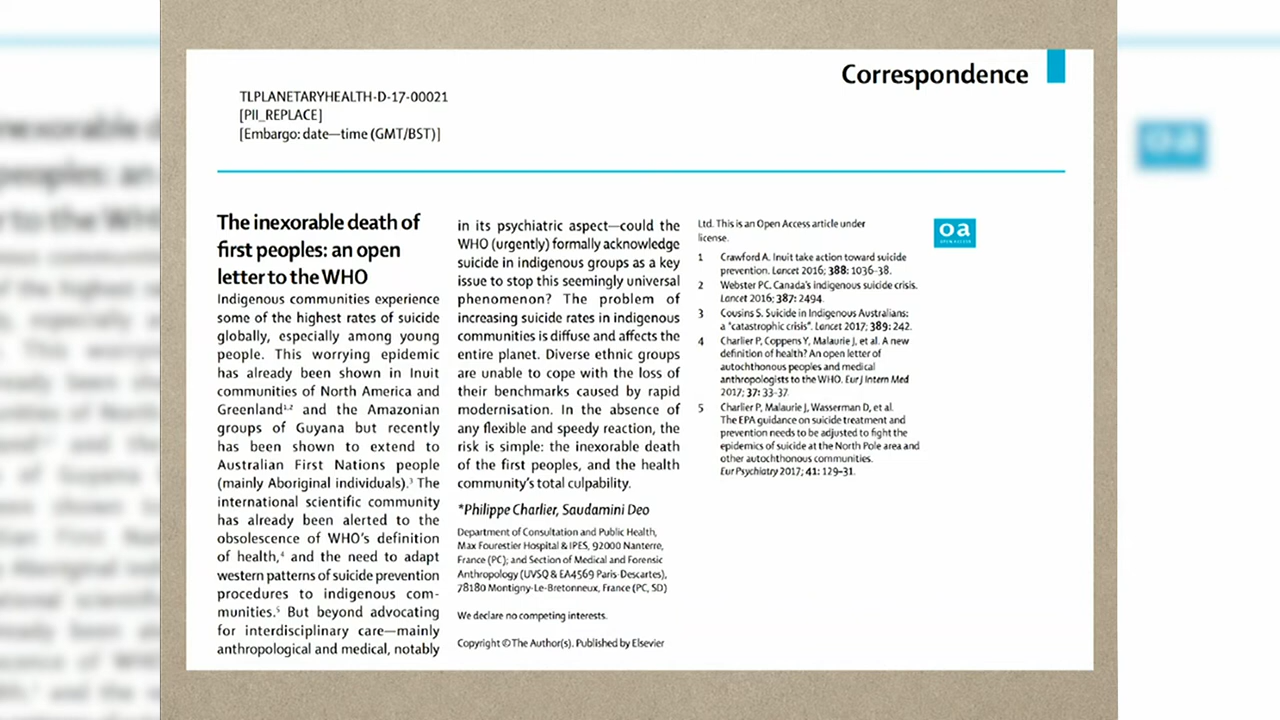 Correspondence
TLPLANETARYHEALTH-D-17-00021
[PII_REPLACE]
[Embargo: date—time (GMT/BST)]
The inexorable death of
first peoples: an open
letter to the WHO
Indigenous communities experience
some of the highest rates of suicide
globally, especially among young
people. This worrying epidemic
has already been shown in Inuit
communities of North America and
Greenland¹,² and the Amazonian
groups of Guyana but recently
has been shown to extend to
Australian First Nations people
(mainly Aboriginal individuals).³ The
international scientific community
has already been alerted to the
obsolescence of WHO's definition
of health,⁴ and the need to adapt
western patterns of suicide prevention
procedures to indigenous com-
munities.⁵ But beyond advocating
for interdisciplinary care—mainly
anthropological and medical, notably
in its psychiatric aspect—could the
WHO (urgently) formally acknowledge
suicide in indigenous groups as a key
issue to stop this seemingly universal
phenomenon? The problem of
increasing suicide rates in indigenous
communities is diffuse and affects the
entire planet. Diverse ethnic groups
are unable to cope with the loss of
their benchmarks caused by rapid
modernisation. In the absence of
any flexible and speedy reaction, the
risk is simple: the inexorable death
of the first peoples, and the health
community's total culpability.
*Philippe Charlier, Saudamini Deo
Department of Consultation and Public Health,
Max Fourestier Hospital & IPES, 92000 Nanterre,
France (PC); and Section of Medical and Forensic
Anthropology (UVSQ & EA4569 Paris-Descartes),
78180 Montigny-Le-Bretonneux, France (PC, SD)
We declare no competing interests.
Copyright © The Author(s). Published by Elsevier
Ltd. This is an Open Access article under
license.
1 Crawford A. Inuit take action toward suicide
prevention. Lancet 2016; 388: 1036–38.
2 Webster PC. Canada's indigenous suicide crisis.
Lancet 2016; 387: 2494.
3 Cousins S. Suicide in Indigenous Australians:
a "catastrophic crisis". Lancet 2017; 389: 242.
4 Charlier P, Coppens Y, Malaurie J, et al. A new
definition of health? An open letter of
autochthonous peoples and medical
anthropologists to the WHO. Eur J Intern Med
2017; 37: 33–37.
5 Charlier P, Malaurie J, Wasserman D, et al.
The EPA guidance on suicide treatment and
prevention needs to be adjusted to fight the
epidemics of suicide at the North Pole area and
other autochthonous communities.
Eur Psychiatry 2017; 41: 129–31.
oa
OPEN ACCESS